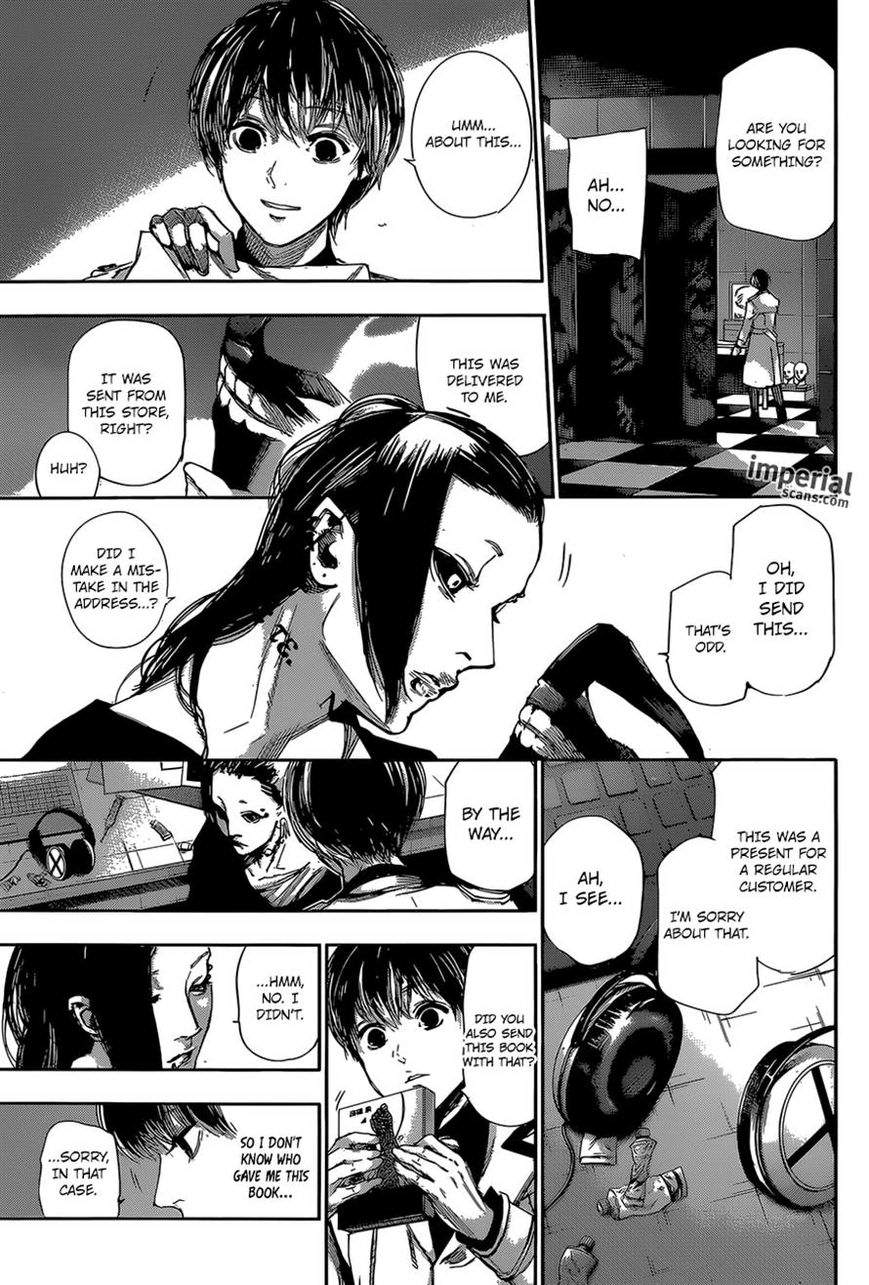 ARE YOU
LOOKING FOR
SOMETHING?
AH...
NO...
UMM...
ABOUT THIS...
THIS WAS
DELIVERED
TO ME.
IT WAS
SENT FROM
THIS STORE,
RIGHT?
HUH?
imperial
scans.com
OH,
I DID
SEND
THIS...
THAT'S
ODD.
DID I
MAKE A MIS-
TAKE IN THE
ADDRESS...?
THIS WAS A
PRESENT FOR
A REGULAR
CUSTOMER.
I'M SORRY
ABOUT THAT.
AH,
I SEE...
BY THE
WAY...
DID YOU
ALSO SEND
THIS BOOK
WITH THAT?
...HMM,
NO. I
DIDN'T.
SO I DON'T
KNOW WHO
GAVE ME THIS
BOOK...
...SORRY,
IN THAT
CASE.